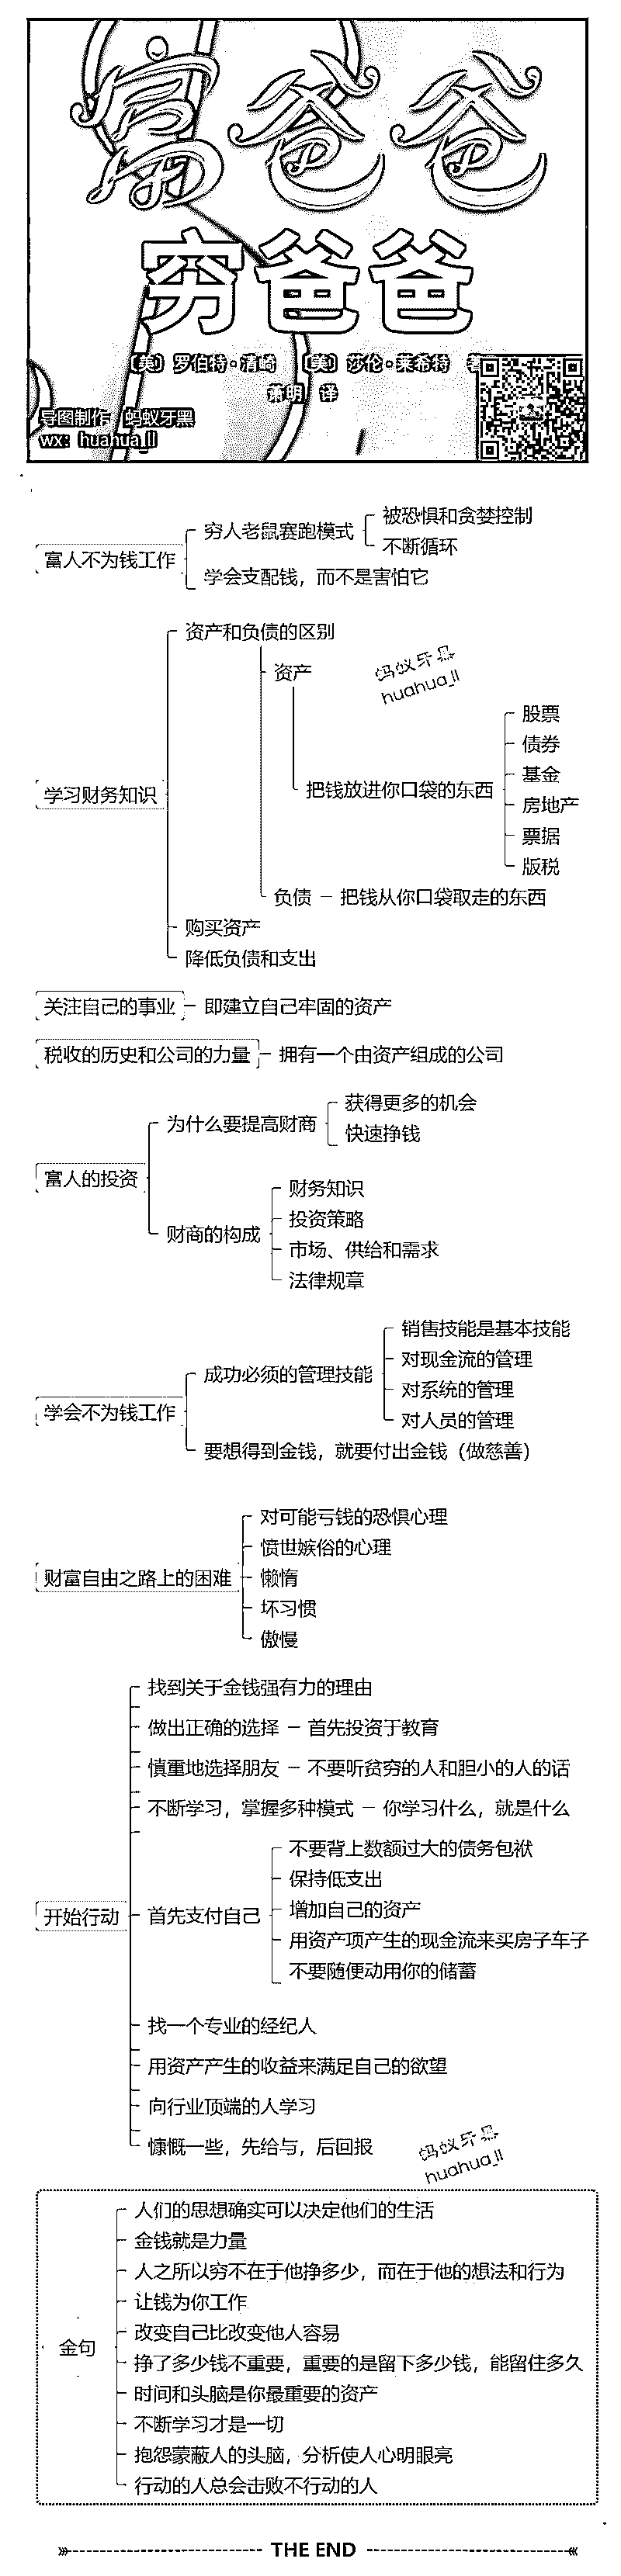 富爸爸
穷爸爸
〔美〕罗伯特·清崎 〔美〕莎伦·莱希特 著
萧明 译
导图制作 蚂蚁牙黑
wx：huahua_ll
富人不为钱工作
穷人老鼠赛跑模式
被恐惧和贪婪控制
不断循环
学会支配钱，而不是害怕它
学习财务知识
资产和负债的区别
蚂蚁牙黑
huahua_ll
资产
把钱放进你口袋的东西
股票
债券
基金
房地产
票据
版税
负债 － 把钱从你口袋取走的东西
购买资产
降低负债和支出
关注自己的事业 － 即建立自己牢固的资产
税收的历史和公司的力量 － 拥有一个由资产组成的公司
富人的投资
为什么要提高财商
获得更多的机会
快速挣钱
财商的构成
财务知识
投资策略
市场、供给和需求
法律规章
学会不为钱工作
成功必须的管理技能
销售技能是基本技能
对现金流的管理
对系统的管理
对人员的管理
要想得到金钱，就要付出金钱（做慈善）
财富自由之路上的困难
对可能亏钱的恐惧心理
愤世嫉俗的心理
懒惰
坏习惯
傲慢
开始行动
找到关于金钱强有力的理由
做出正确的选择 － 首先投资于教育
慎重地选择朋友 － 不要听贫穷的人和胆小的人的话
不断学习，掌握多种模式 － 你学习什么，就是什么
首先支付自己
不要背上数额过大的债务包袱
保持低支出
增加自己的资产
用资产项产生的现金流来买房子车子
不要随便动用你的储蓄
找一个专业的经纪人
用资产产生的收益来满足自己的欲望
向行业顶端的人学习
慷慨一些，先给与，后回报
蚂蚁牙黑
huahua_ll
金句
人们的思想确实可以决定他们的生活
金钱就是力量
人之所以穷不在于他挣多少，而在于他的想法和行为
让钱为你工作
改变自己比改变他人容易
挣了多少钱不重要，重要的是留下多少钱，能留住多久
时间和头脑是你最重要的资产
不断学习才是一切
抱怨蒙蔽人的头脑，分析使人心明眼亮
行动的人总会击败不行动的人
THE END